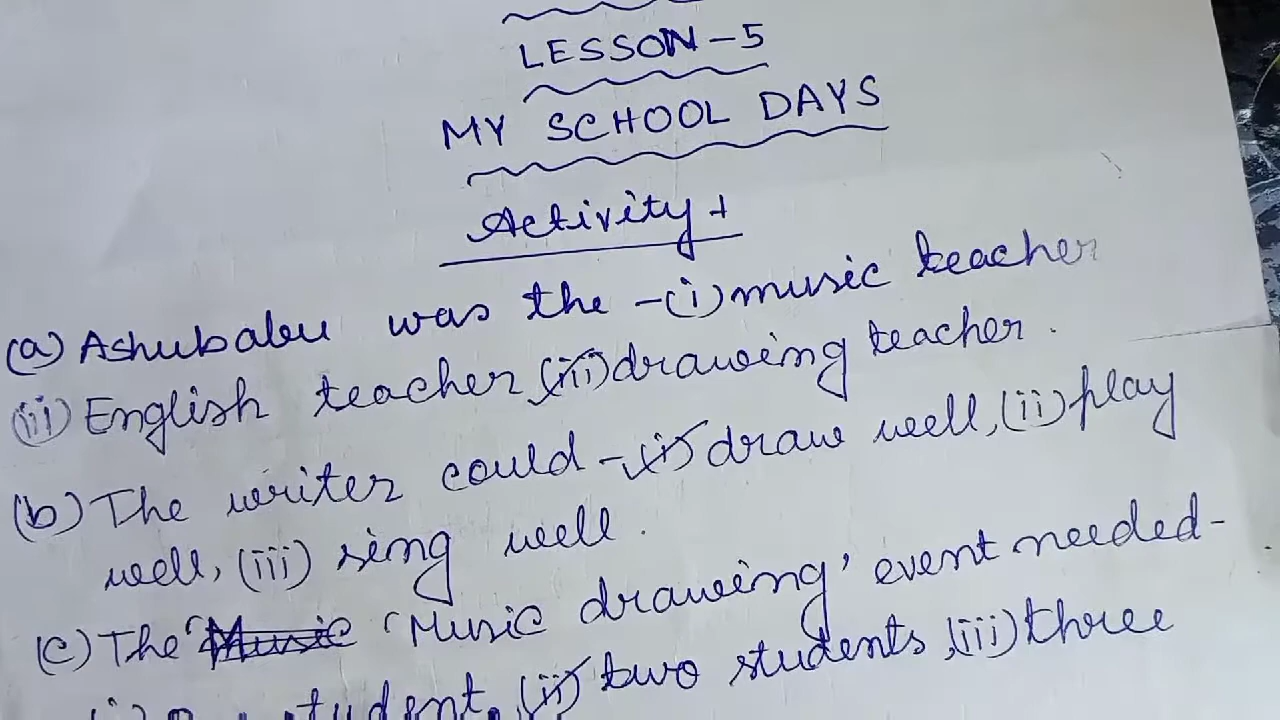 LESSON-5
MY SCHOOL DAYS
Activity 1
(a) Ashubabu was the -(i) music teacher
(ii) English teacher, (iii) drawing teacher.
(b) The writer could -(i) draw well, (ii) play
well, (iii) sing well.
(c) The 'Music 'Music drawing' event needed-
student, (ii) two students, (iii) three